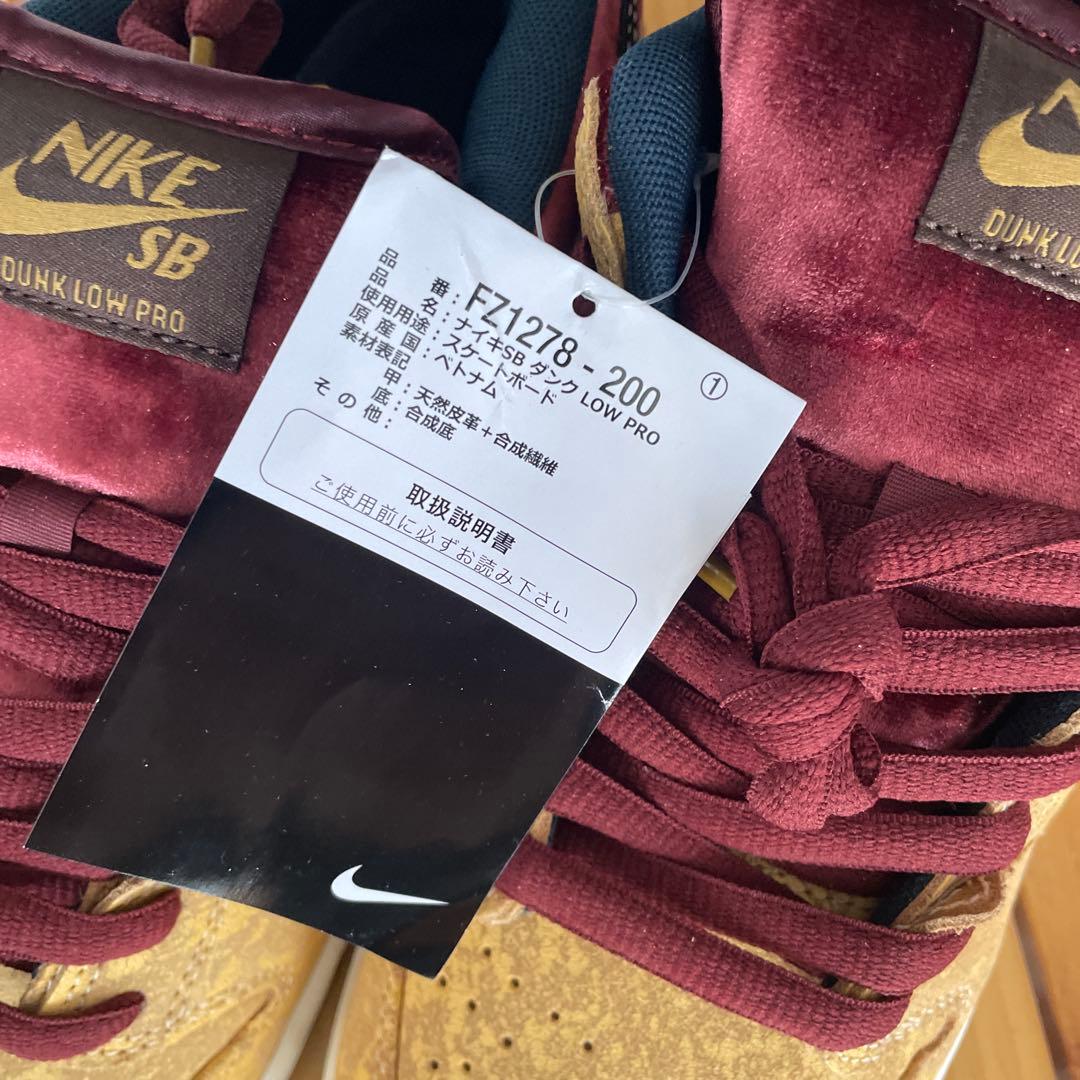 NIKE
SB
DUNK LOW PRO
DUNK LO
①
品 番：FZ1278 - 200
品 名：ナイキSB ダンク LOW PRO
使用用途：スケートボード
原 産 国：ベトナム
素材表記
甲：天然皮革＋合成繊維
底：合成底
その他：
取扱説明書
ご使用前に必ずお読み下さい